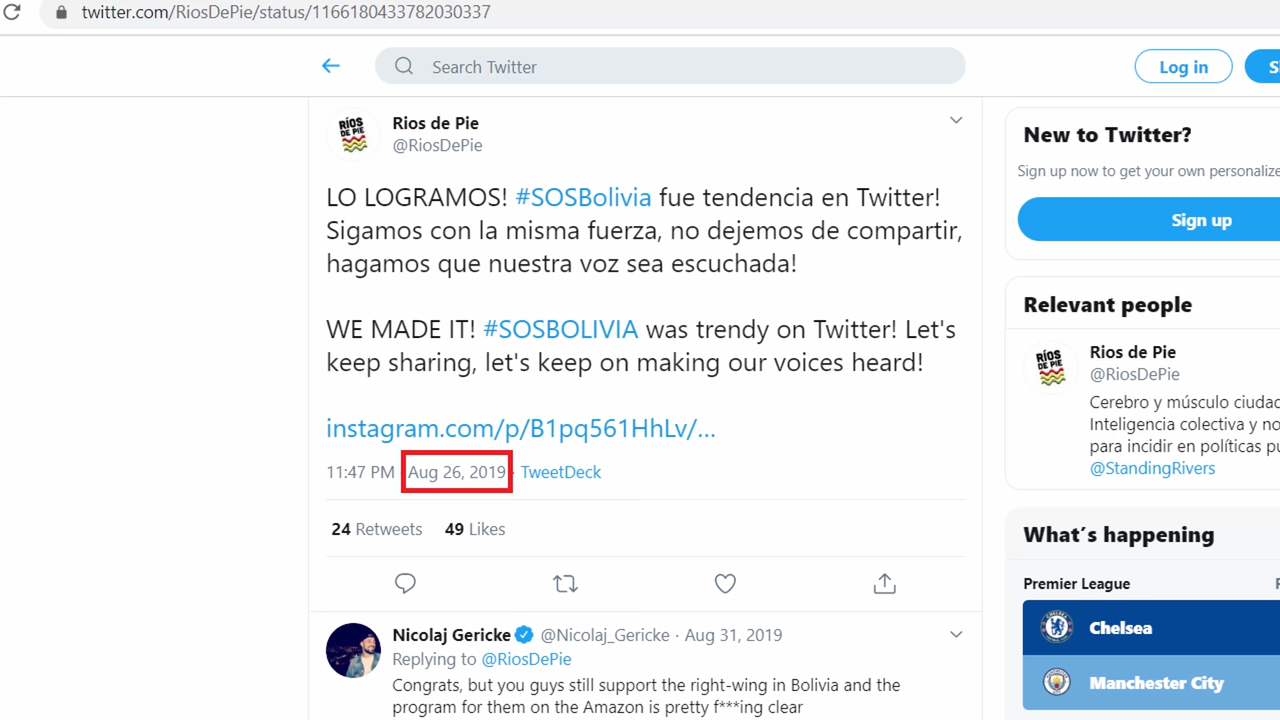 twitter.com/RiosDePie/status/1166180433782030337
Search Twitter
Log in
S
RÍOS
DE PIE
Rios de Pie
@RiosDePie
LO LOGRAMOS! #SOSBolivia fue tendencia en Twitter!
Sigamos con la misma fuerza, no dejemos de compartir,
hagamos que nuestra voz sea escuchada!
WE MADE IT! #SOSBOLIVIA was trendy on Twitter! Let's
keep sharing, let's keep on making our voices heard!
instagram.com/p/B1pq561HhLv/...
11:47 PM · Aug 26, 2019 · TweetDeck
24 Retweets 49 Likes
Nicolaj Gericke @Nicolaj_Gericke · Aug 31, 2019
Replying to @RiosDePie
Congrats, but you guys still support the right-wing in Bolivia and the
program for them on the Amazon is pretty f***ing clear
New to Twitter?
Sign up now to get your own personalize
Sign up
Relevant people
RÍOS
DE PIE
Rios de Pie
@RiosDePie
Cerebro y músculo ciudad
Inteligencia colectiva y no
para incidir en políticas pú
@StandingRivers
What's happening
Premier League
Chelsea
Manchester City